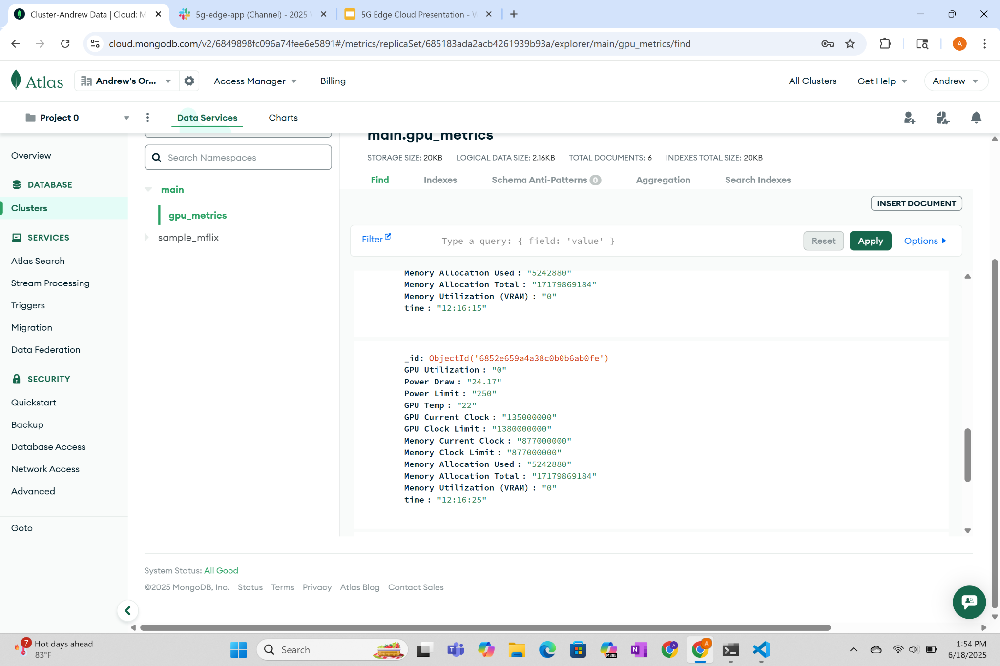 Cluster-Andrew Data | Cloud: M
5g-edge-app (Channel) - 2025
5G Edge Cloud Presentation -
cloud.mongodb.com/v2/6849898fc096a74fee6e5891#/metrics/replicaSet/685183ada2acb4261939b93a/explorer/main/gpu_metrics/find
A
Atlas
Andrew's Or...
Access Manager
Billing
All Clusters
Get Help
Andrew
Project 0
Data Services
Charts
Overview
DATABASE
Clusters
SERVICES
Atlas Search
Stream Processing
Triggers
Migration
Data Federation
SECURITY
Quickstart
Backup
Database Access
Network Access
Advanced
Goto
Search Namespaces
main
gpu_metrics
sample_mflix
main.gpu_metrics
STORAGE SIZE: 20KB LOGICAL DATA SIZE: 2.16KB TOTAL DOCUMENTS: 6 INDEXES TOTAL SIZE: 20KB
Find Indexes Schema Anti-Patterns 0 Aggregation Search Indexes
INSERT DOCUMENT
Filter
Type a query: { field: 'value' }
Reset
Apply
Options
Memory Allocation Used : "5242880"
Memory Allocation Total : "17179869184"
Memory Utilization (VRAM) : "0"
time : "12:16:15"
_id: ObjectId('6852e659a4a38c0b0b6ab0fe')
GPU Utilization : "0"
Power Draw : "24.17"
Power Limit : "250"
GPU Temp : "22"
GPU Current Clock : "135000000"
GPU Clock Limit : "1380000000"
Memory Current Clock : "877000000"
Memory Clock Limit : "877000000"
Memory Allocation Used : "5242880"
Memory Allocation Total : "17179869184"
Memory Utilization (VRAM) : "0"
time : "12:16:25"
System Status: All Good
©2025 MongoDB, Inc. Status Terms Privacy Atlas Blog Contact Sales
7
Hot days ahead
83°F
Search
M365
A
A
1:54 PM
6/18/2025